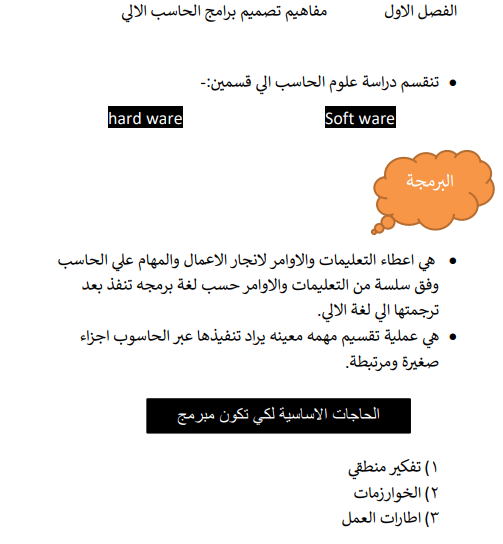 الفصل الاول مفاهيم تصميم برامج الحاسب الالي
• تنقسم دراسة علوم الحاسب الي قسمين:-
Soft ware hard ware
البرمجة
• هي اعطاء التعليمات والاوامر لانجار الاعمال والمهام علي الحاسب
وفق سلسة من التعليمات والاوامر حسب لغة برمجه تنفذ بعد
ترجمتها الي لغة الالي.
• هي عملية تقسيم مهمه معينه يراد تنفيذها عبر الحاسوب اجزاء
صغيرة ومرتبطة.
الحاجات الاساسية لكي تكون مبرمج
١) تفكير منطقي
٢) الخوارزمات
٣) اطارات العمل